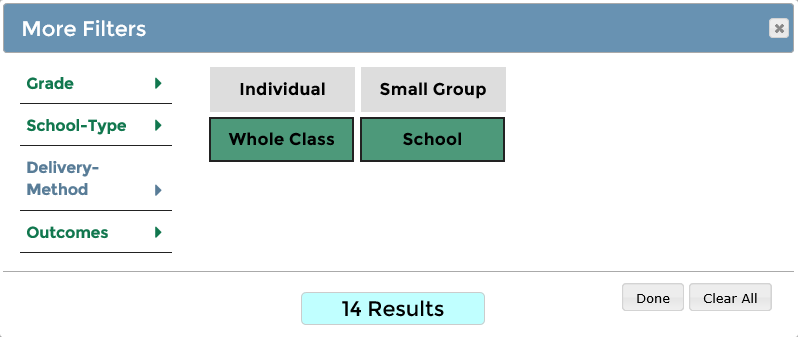 More Filters
Grade
School-Type
Delivery-
Method
Outcomes
Individual
Small Group
Whole Class
School
14 Results
Done
Clear All